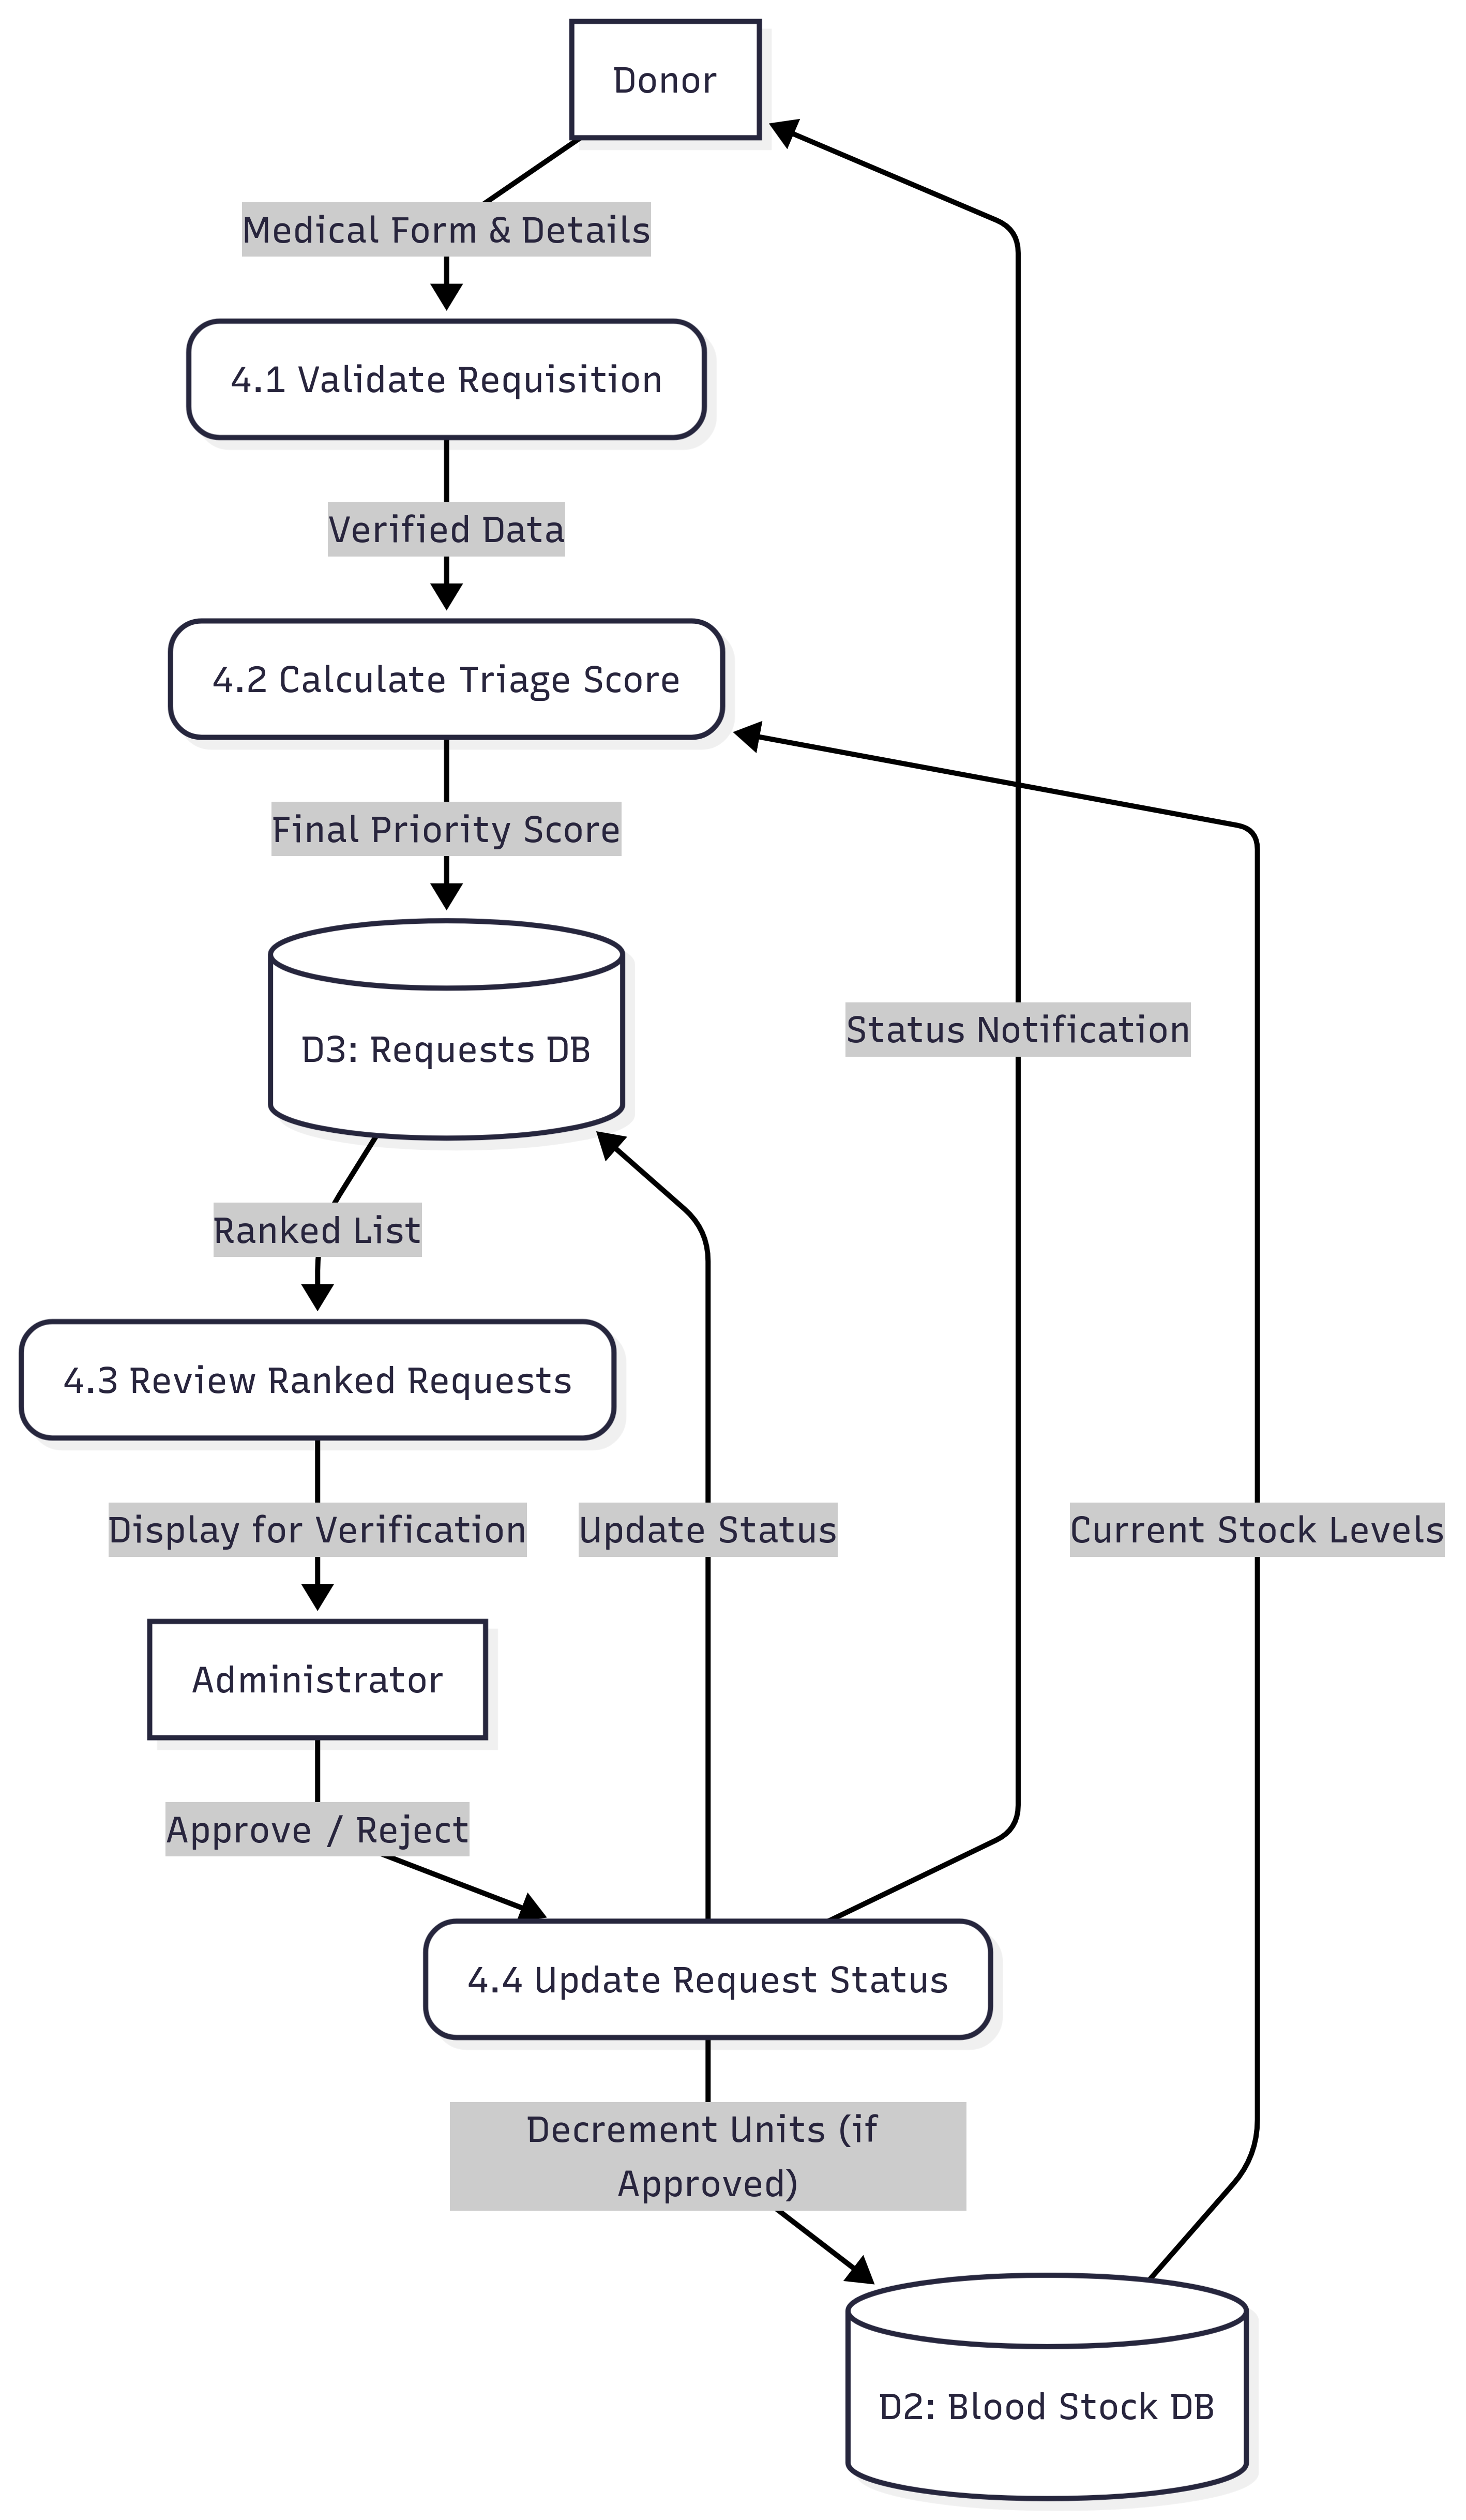 Donor
Medical Form & Details
4.1 Validate Requisition
Verified Data
4.2 Calculate Triage Score
Final Priority Score
D3: Requests DB
Status Notification
Ranked List
4.3 Review Ranked Requests
Display for Verification
Update Status
Current Stock Levels
Administrator
Approve / Reject
4.4 Update Request Status
Decrement Units (if
Approved)
D2: Blood Stock DB